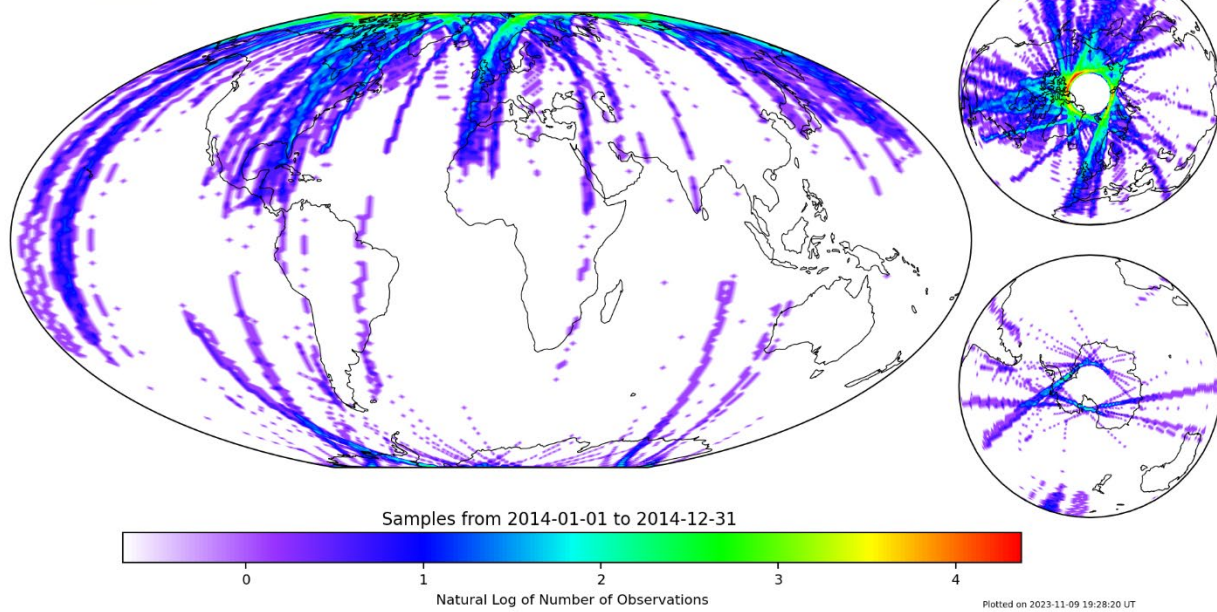 Samples from 2014-01-01 to 2014-12-31
0 1 2 3 4
Natural Log of Number of Observations
Plotted on 2023-11-09 19:28:20 UT